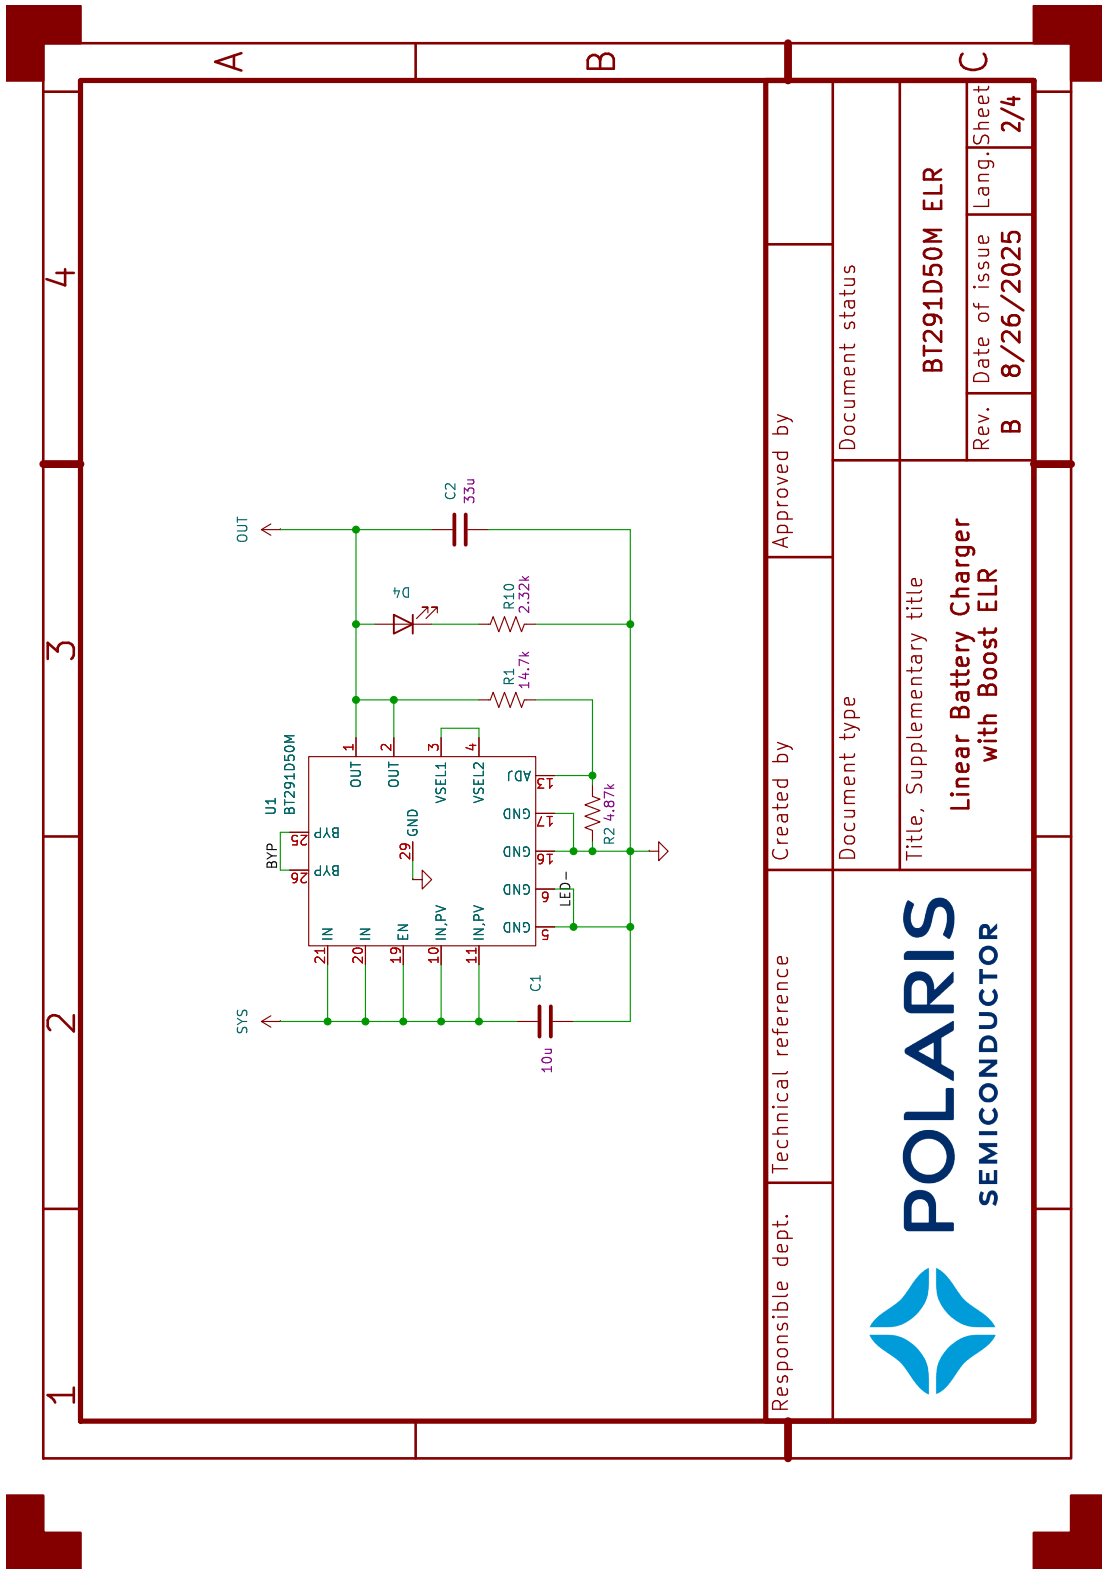 1
2
3
4
A
B
C
SYS
OUT
BYP
U1
BT291D50M
26
25
BYP
BYP
21
IN
20
IN
19
EN
10
IN,PV
11
IN,PV
OUT
1
OUT
2
VSEL1
3
VSEL2
4
29
GND
GND
GND
GND
GND
ADJ
5
6
16
17
13
LED-
C1
10u
R2
4.87k
R1
14.7k
D4
R10
2.32k
C2
33u
Responsible dept.
Technical reference
Created by
Approved by
Document type
Document status
POLARIS
SEMICONDUCTOR
Title, Supplementary title
Linear Battery Charger
with Boost ELR
BT291D50M ELR
Rev.
B
Date of issue
8/26/2025
Lang.
Sheet
2/4